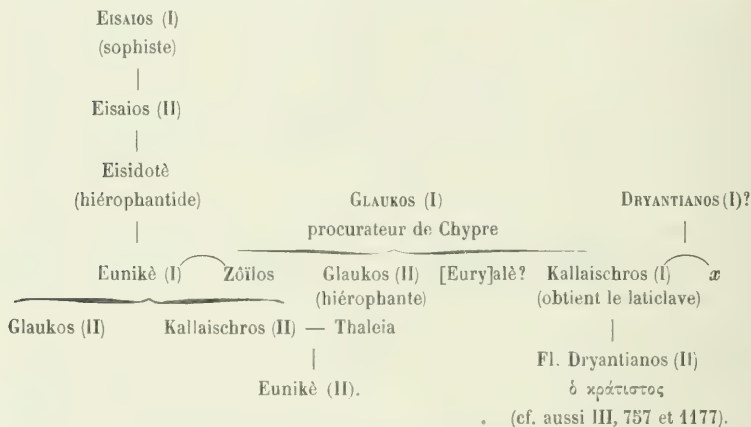 EISAIOS (I)
(sophiste)
Eisaios (II)
Eisidotè
(hiérophantide) GLAUKOS (I) DRYANTIANOS (I)?
procurateur de Chypre
Eunikè (I) Zôïlos Glaukos (II) [Eury]alè? Kallaischros (I) x
(hiérophante) (obtient le laticlave)
Glaukos (II) Kallaischros (II) — Thaleia
Fl. Dryantianos (II)
Eunikè (II). ὁ κράτιστος
(cf. aussi III, 757 et 1177).